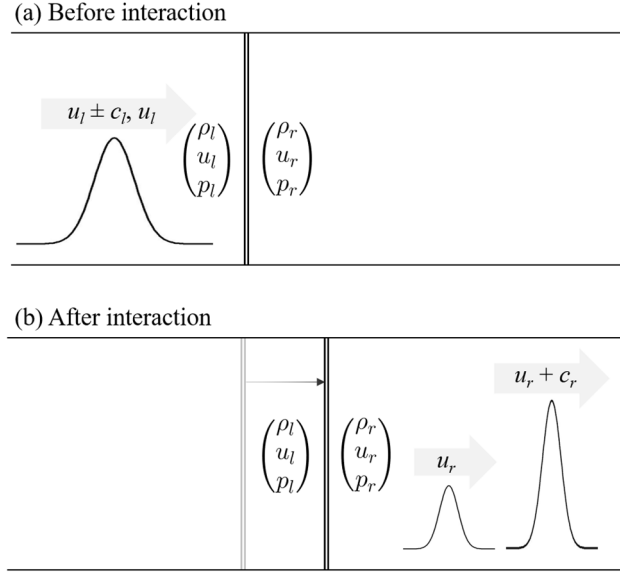 (a) Before interaction
u_l ± c_l, u_l
ρ_l ρ_r
u_l u_r
p_l p_r
(b) After interaction
u_r + c_r
ρ_l ρ_r
u_l u_r
p_l p_r
u_r